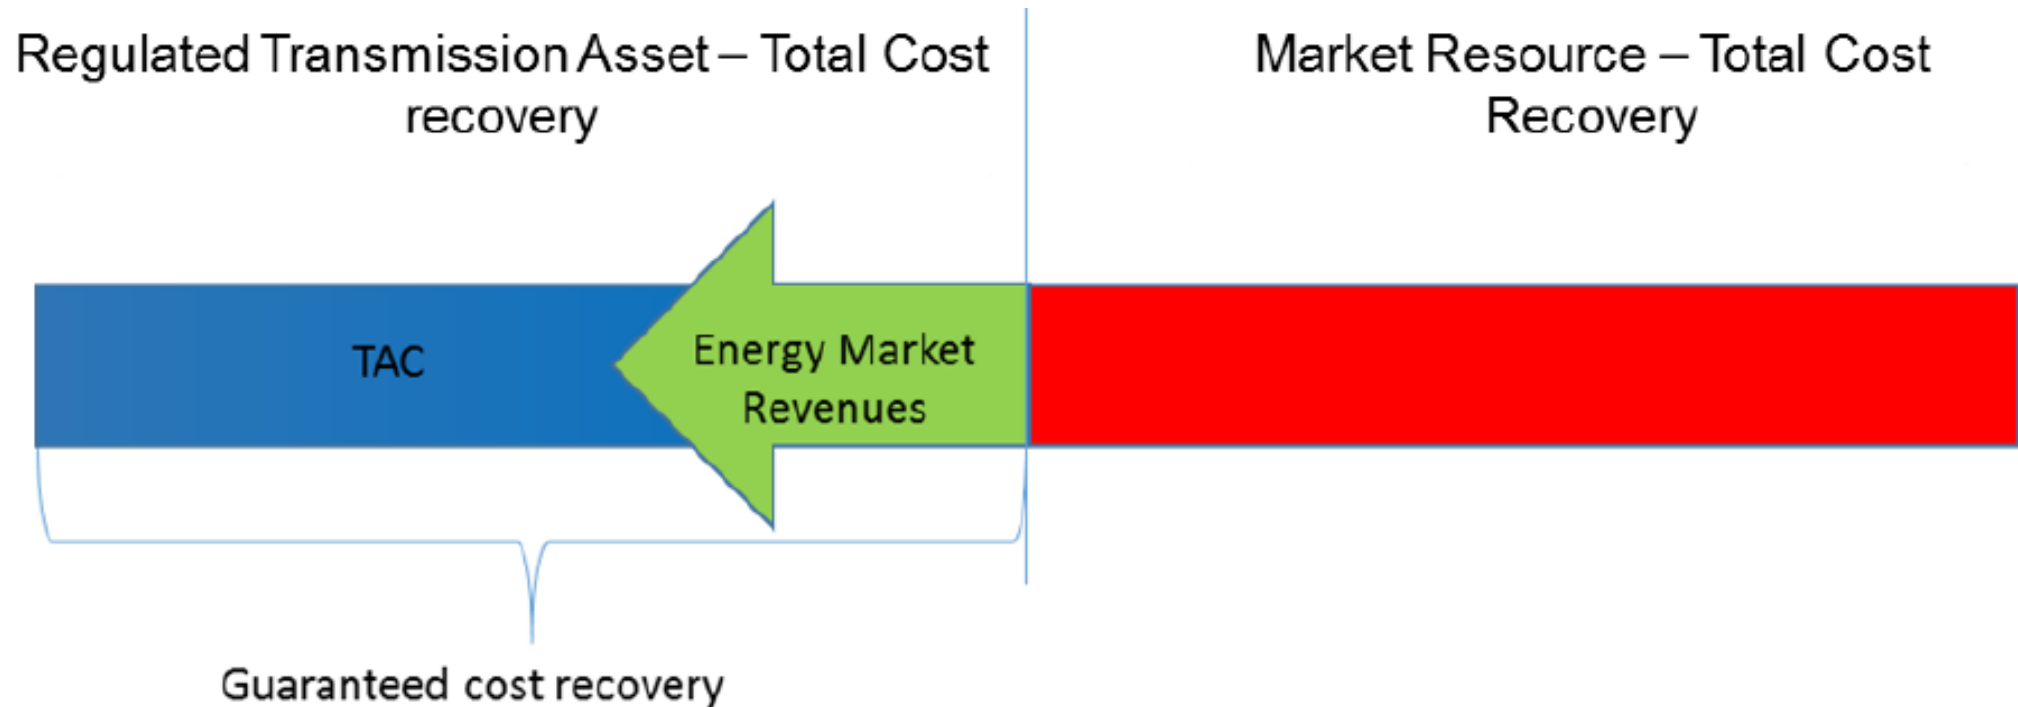 Regulated Transmission Asset – Total Cost
recovery
Market Resource – Total Cost
Recovery
TAC
Energy Market
Revenues
Guaranteed cost recovery